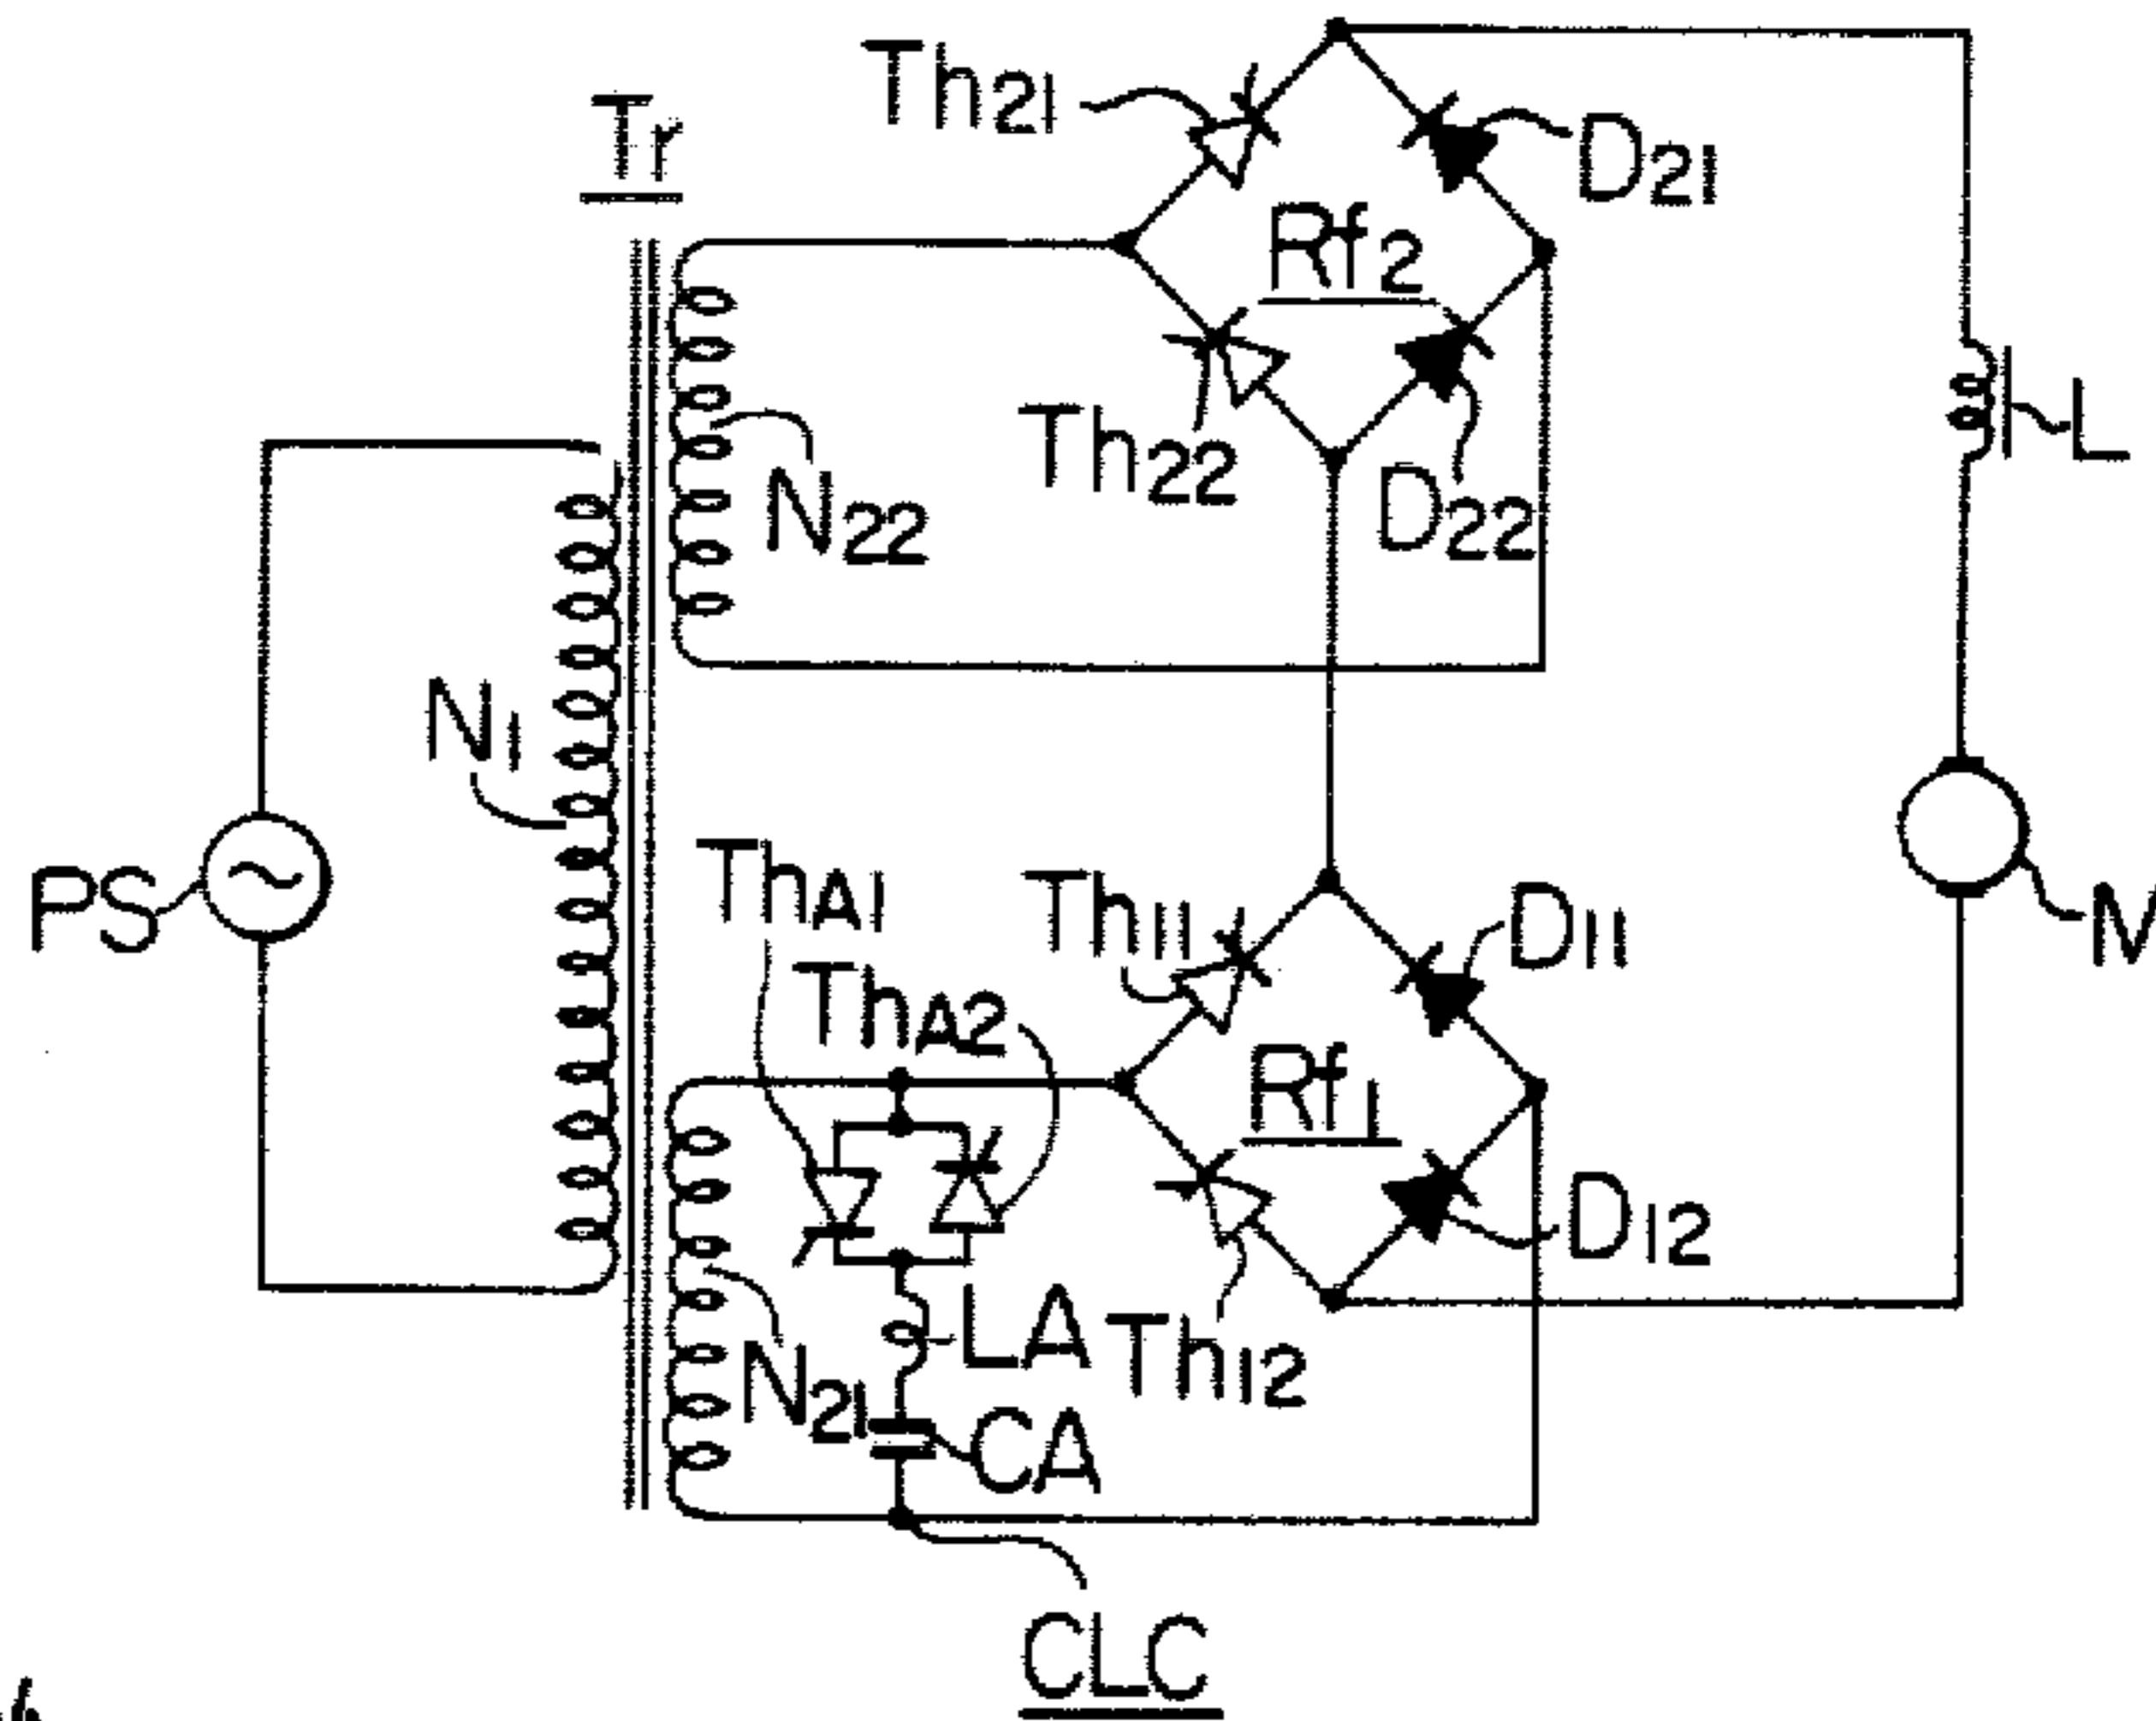 Th21
Tr
D21
Rf2
Th22
N22
D22
L
N1
PS
ThA1
Th11
D11
ThA2
Rf1
D12
LA
Th12
N21
CA
CLC